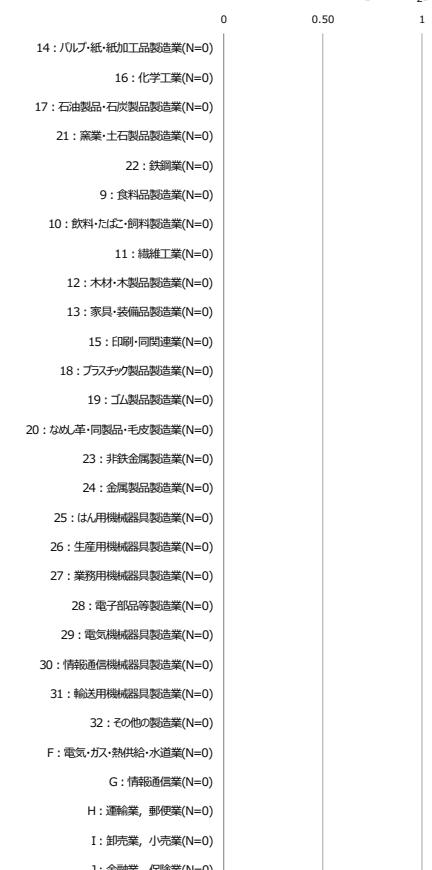 0 0.50 1
14：パルプ・紙・紙加工品製造業(N=0)
16：化学工業(N=0)
17：石油製品・石炭製品製造業(N=0)
21：窯業・土石製品製造業(N=0)
22：鉄鋼業(N=0)
9：食料品製造業(N=0)
10：飲料・たばこ・飼料製造業(N=0)
11：繊維工業(N=0)
12：木材・木製品製造業(N=0)
13：家具・装備品製造業(N=0)
15：印刷・同関連業(N=0)
18：プラスチック製品製造業(N=0)
19：ゴム製品製造業(N=0)
20：なめし革・同製品・毛皮製造業(N=0)
23：非鉄金属製造業(N=0)
24：金属製品製造業(N=0)
25：はん用機械器具製造業(N=0)
26：生産用機械器具製造業(N=0)
27：業務用機械器具製造業(N=0)
28：電子部品等製造業(N=0)
29：電気機械器具製造業(N=0)
30：情報通信機械器具製造業(N=0)
31：輸送用機械器具製造業(N=0)
32：その他の製造業(N=0)
F：電気・ガス・熱供給・水道業(N=0)
G：情報通信業(N=0)
H：運輸業，郵便業(N=0)
I：卸売業，小売業(N=0)
J：金融業，保険業(N=0)